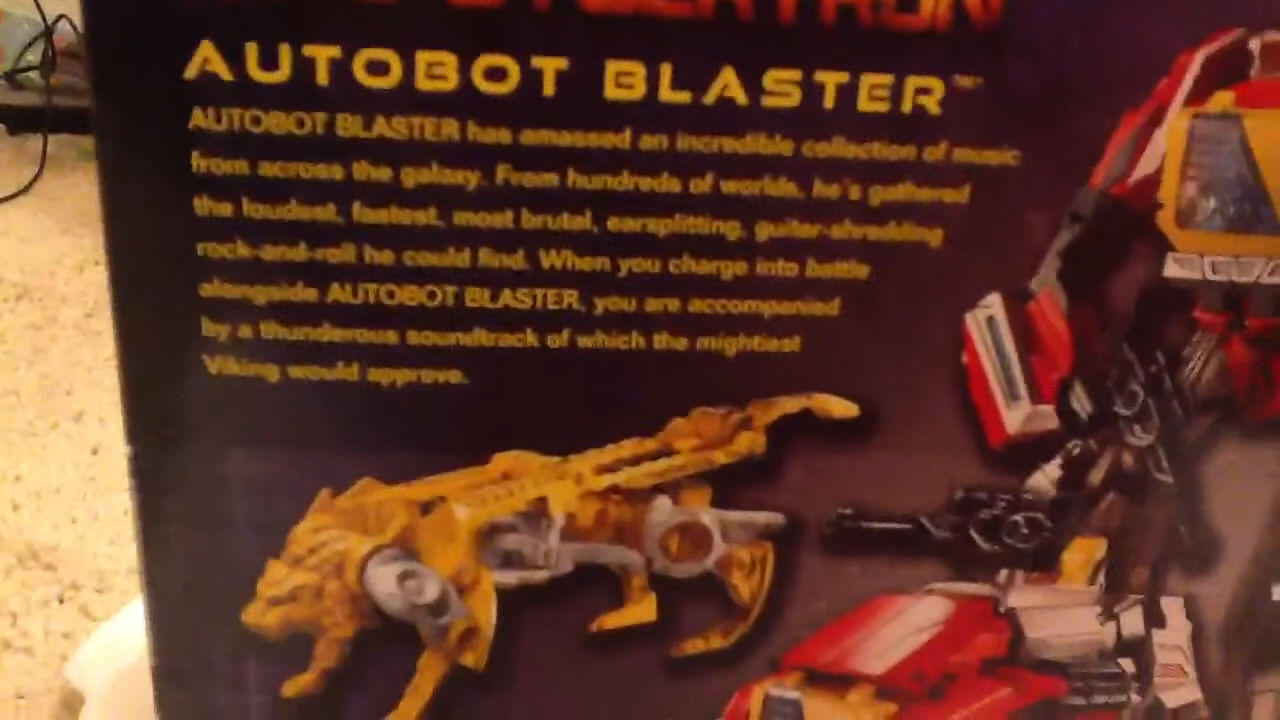 CYBERTRON
AUTOBOT BLASTER™
AUTOBOT BLASTER has amassed an incredible collection of music
from across the galaxy. From hundreds of worlds, he's gathered
the loudest, fastest, most brutal, earsplitting, guitar-shredding
rock-and-roll he could find. When you charge into battle
alongside AUTOBOT BLASTER, you are accompanied
by a thunderous soundtrack of which the mightiest
Viking would approve.